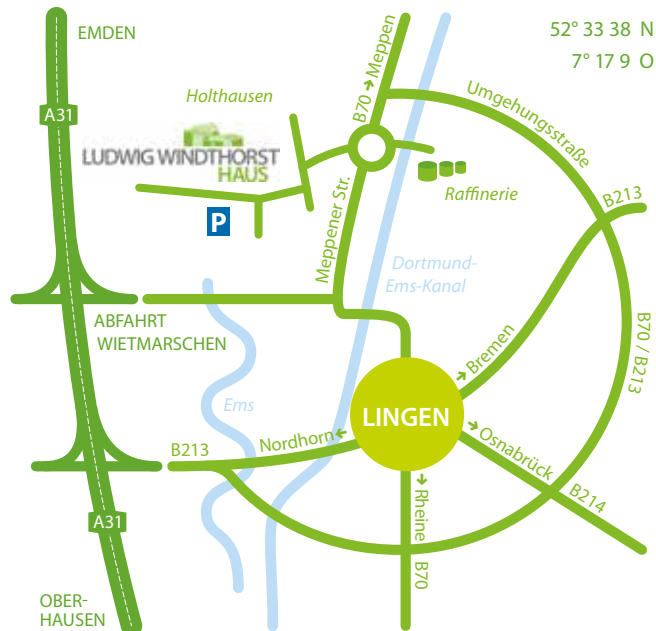 EMDEN
52° 33 38 N
7° 17 9 O
A31
Holthausen
B70 → Meppen
Umgehungsstraße
LUDWIG WINDTHORST
HAUS
Raffinerie
B213
P
Meppener Str.
Dortmund-
Ems-Kanal
ABFAHRT
WIETMARSCHEN
B70 / B213
→ Bremen
Ems
LINGEN
B213
Nordhorn ←
→ Osnabrück
B214
→ Rheine
B70
A31
OBER-
HAUSEN